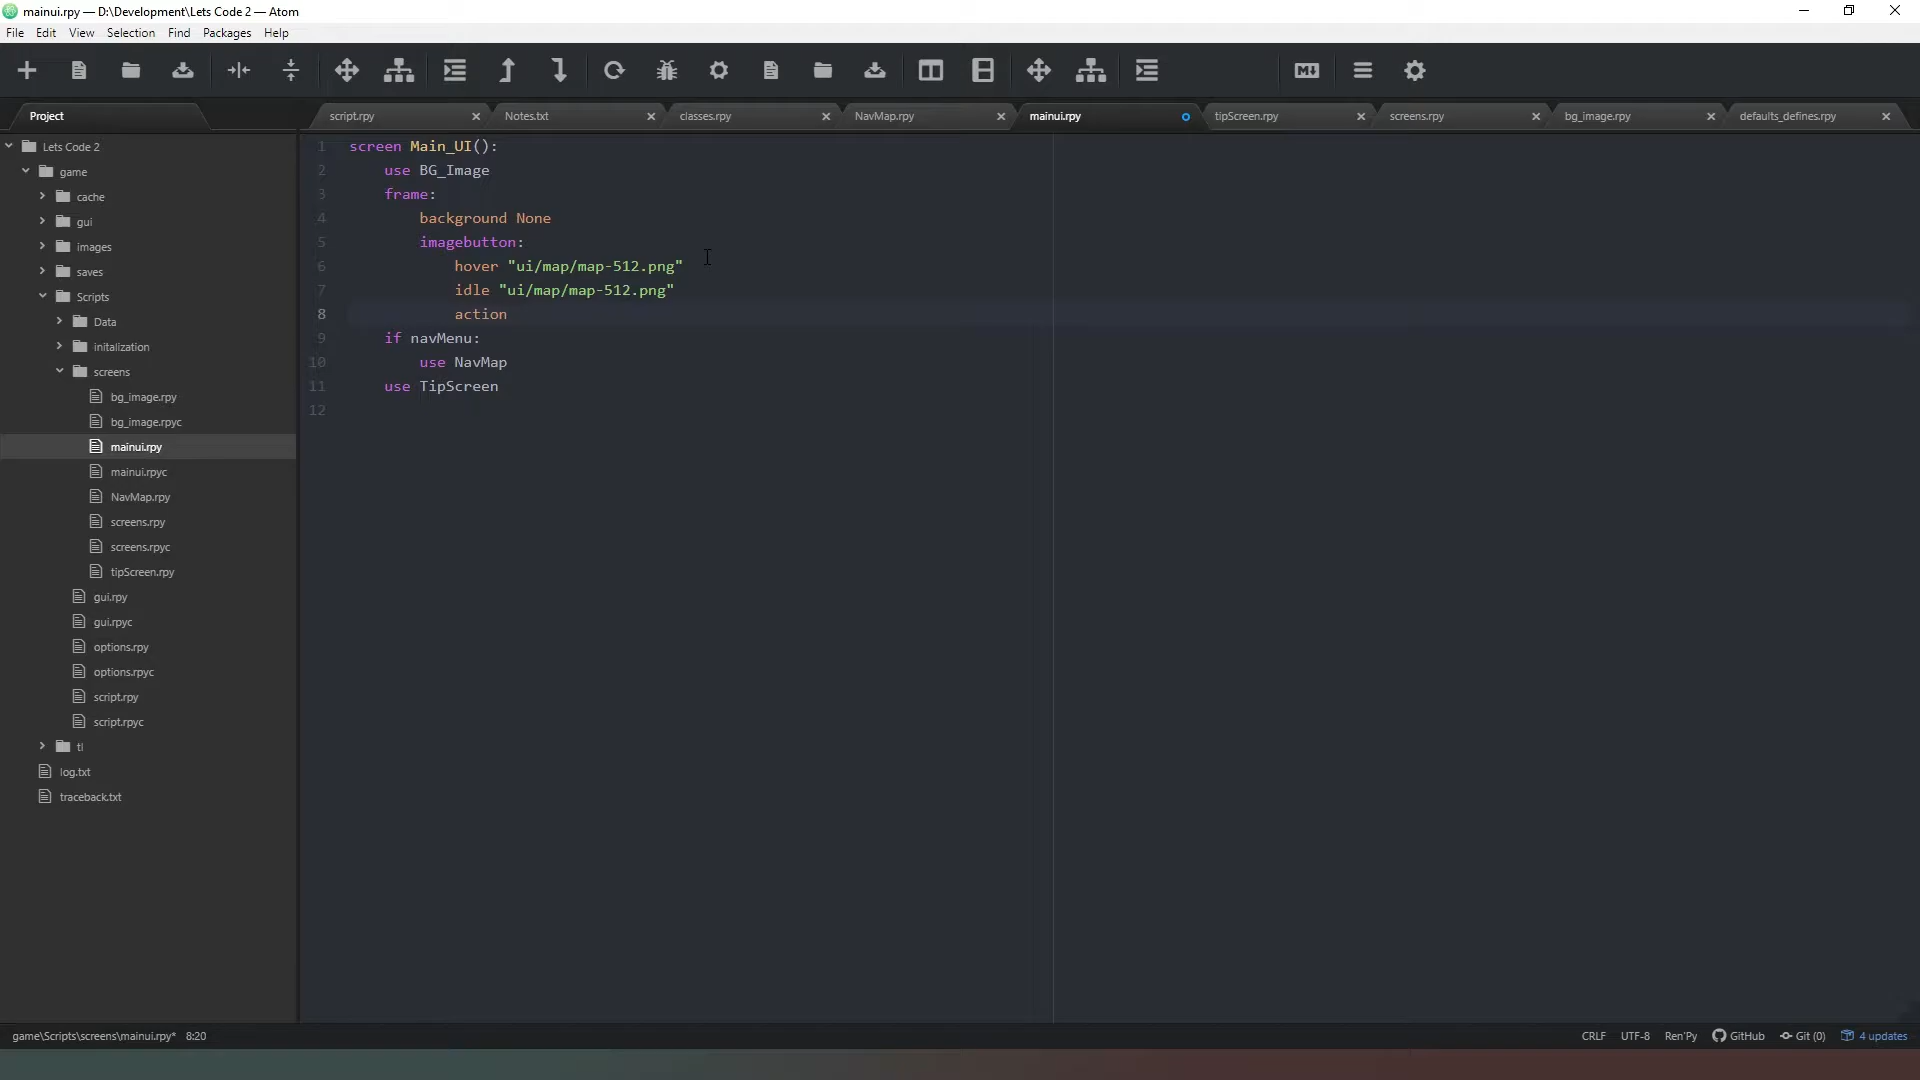 mainui.rpy — D:\Development\Lets Code 2 — Atom
File Edit View Selection Find Packages Help
Project
script.rpy Notes.txt classes.rpy NavMap.rpy mainui.rpy tipScreen.rpy screens.rpy bg_image.rpy defaults_defines.rpy
Lets Code 2
game
cache
gui
images
saves
Scripts
Data
initalization
screens
bg_image.rpy
bg_image.rpyc
mainui.rpy
mainui.rpyc
NavMap.rpy
screens.rpy
screens.rpyc
tipScreen.rpy
gui.rpy
gui.rpyc
options.rpy
options.rpyc
script.rpy
script.rpyc
tl
log.txt
traceback.txt
1 screen Main_UI():
2 use BG_Image
3 frame:
4 background None
5 imagebutton:
6 hover "ui/map/map-512.png"
7 idle "ui/map/map-512.png"
8 action
9 if navMenu:
10 use NavMap
11 use TipScreen
12
game\Scripts\screens\mainui.rpy* 8:20 CRLF UTF-8 Ren'Py GitHub Git (0) 4 updates